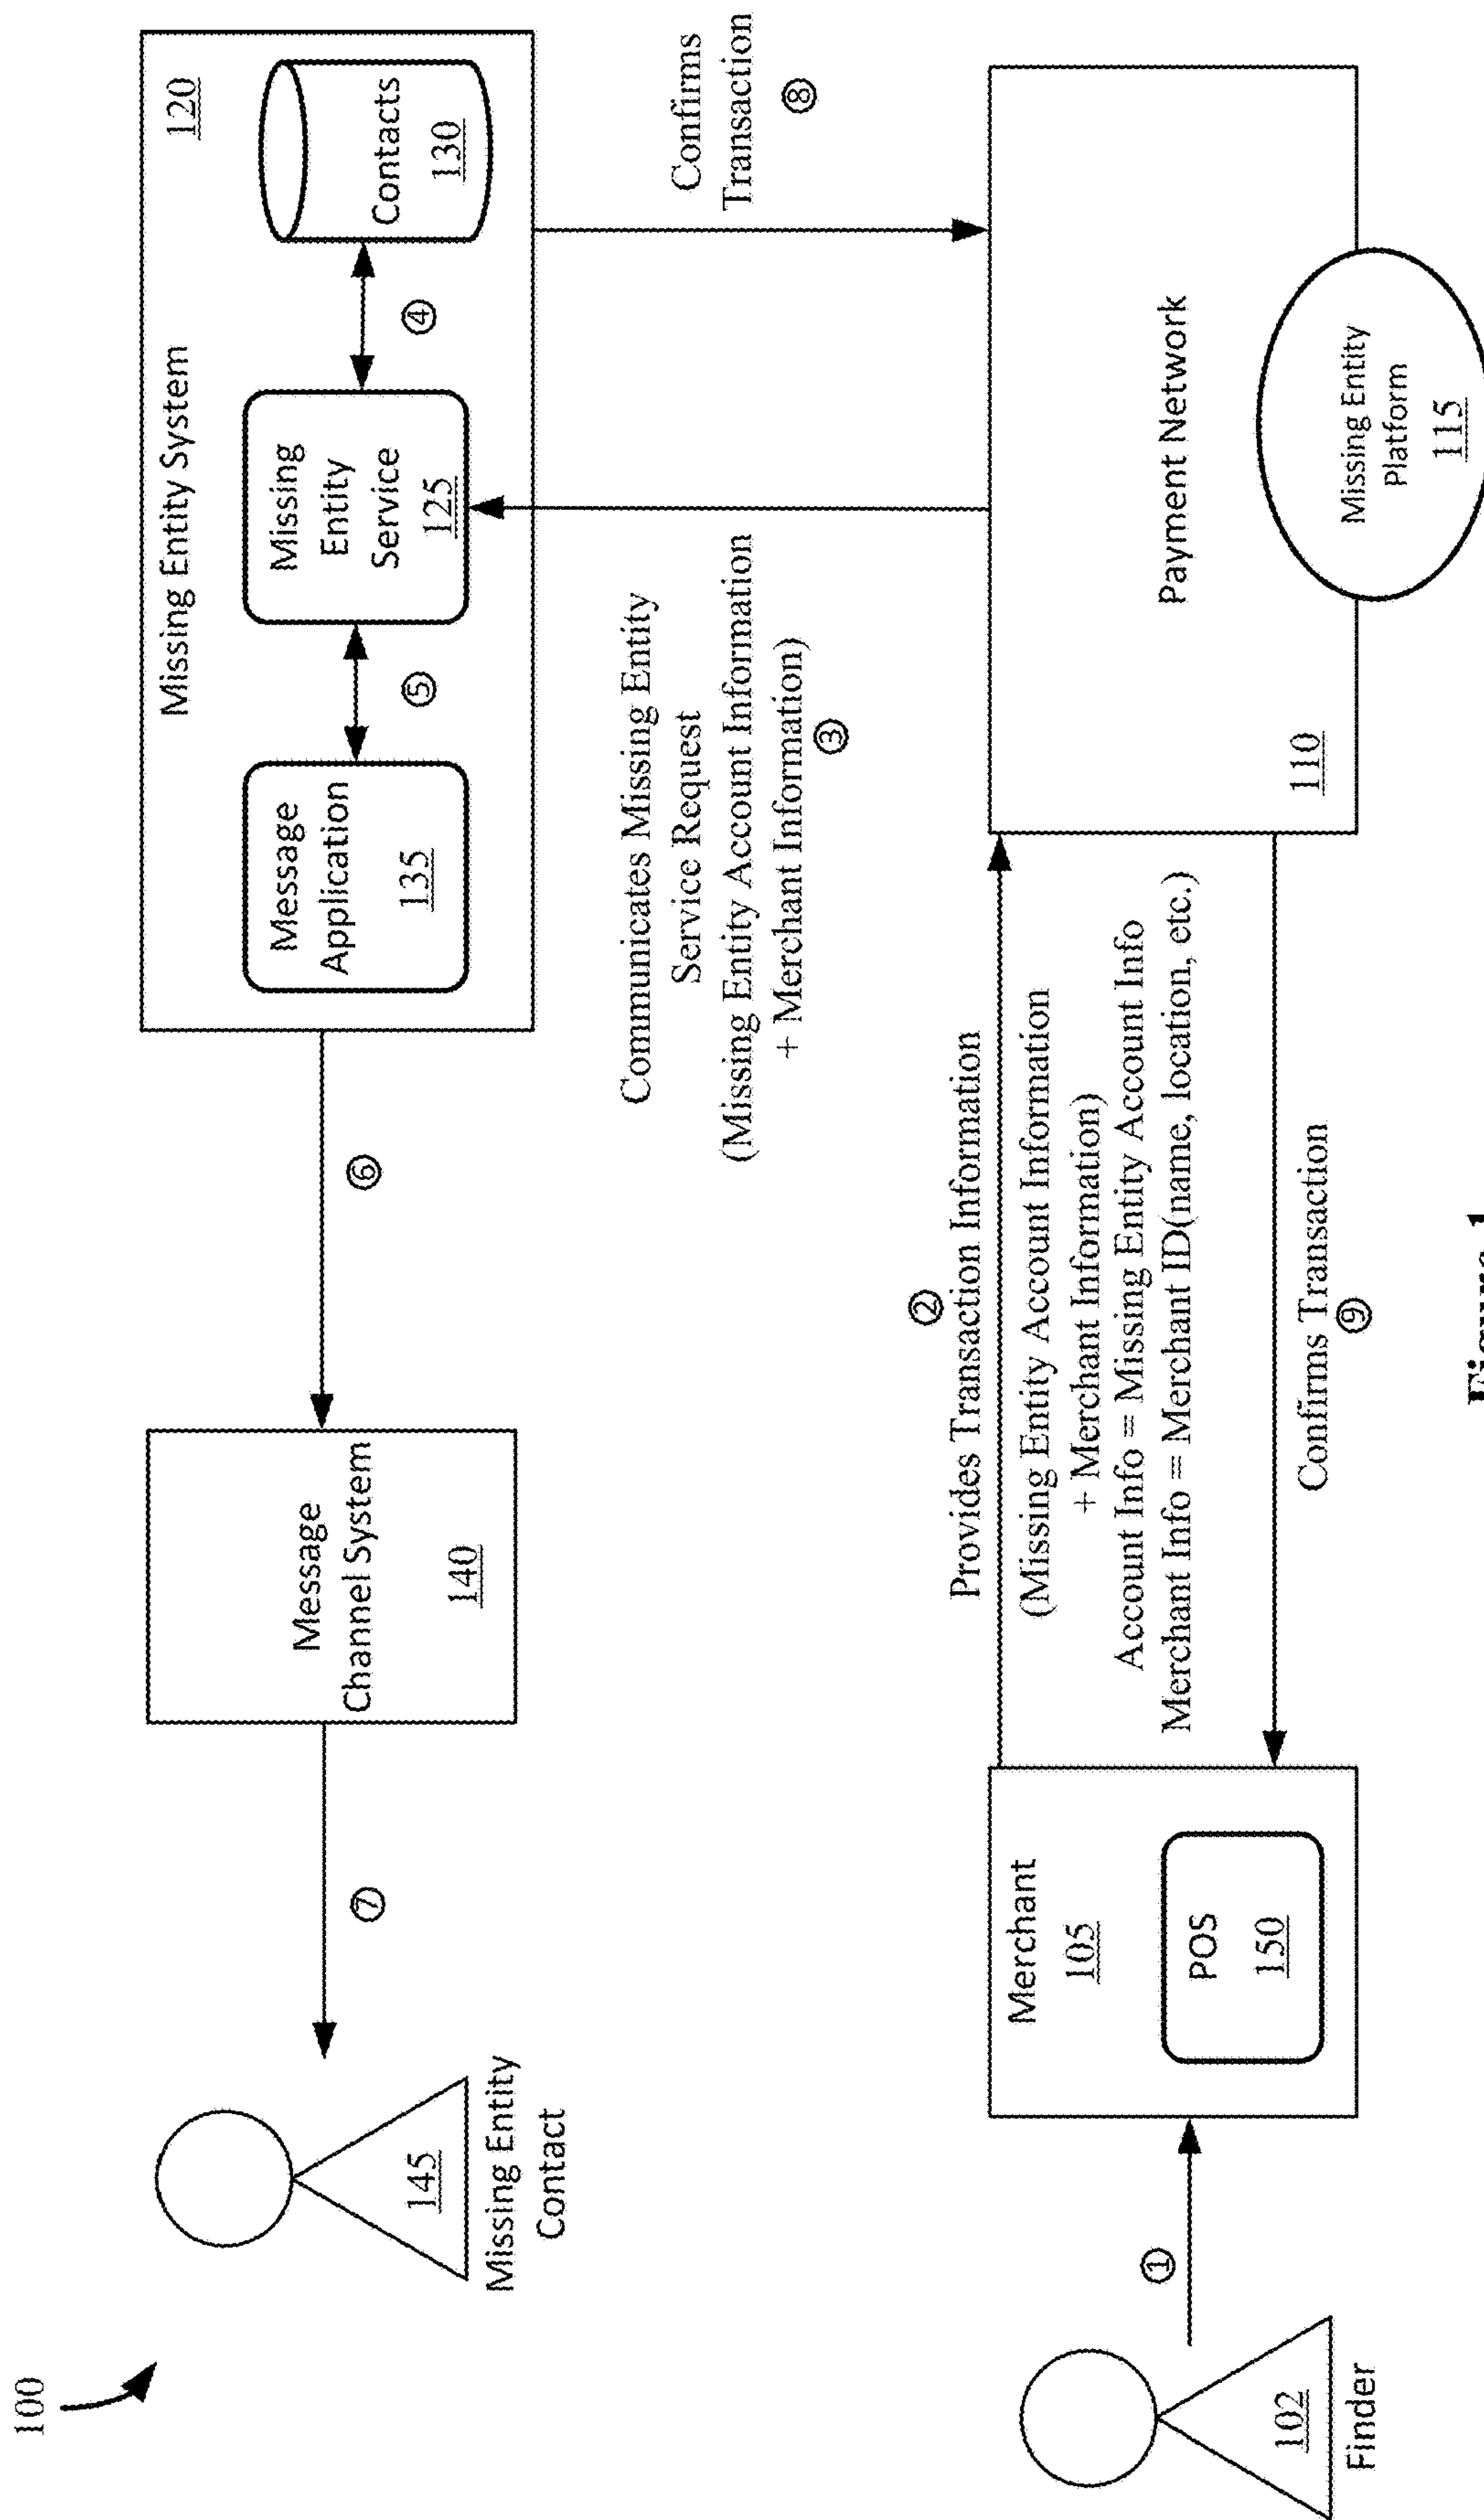 100
Missing Entity
Contact
145
⑦
Message
Channel System
140
⑥
Missing Entity System
120
Message
Application
135
⑤
Missing
Entity
Service
125
④
Contacts
130
Communicates Missing Entity
Service Request
(Missing Entity Account Information
+ Merchant Information)
③
Confirms
Transaction
⑧
Finder
102
①
Merchant
105
POS
150
②
Provides Transaction Information
(Missing Entity Account Information
+ Merchant Information)
Account Info = Missing Entity Account Info
Merchant Info = Merchant ID(name, location, etc.)
Confirms Transaction
⑨
Payment Network
110
Missing Entity
Platform
115
Figure 1